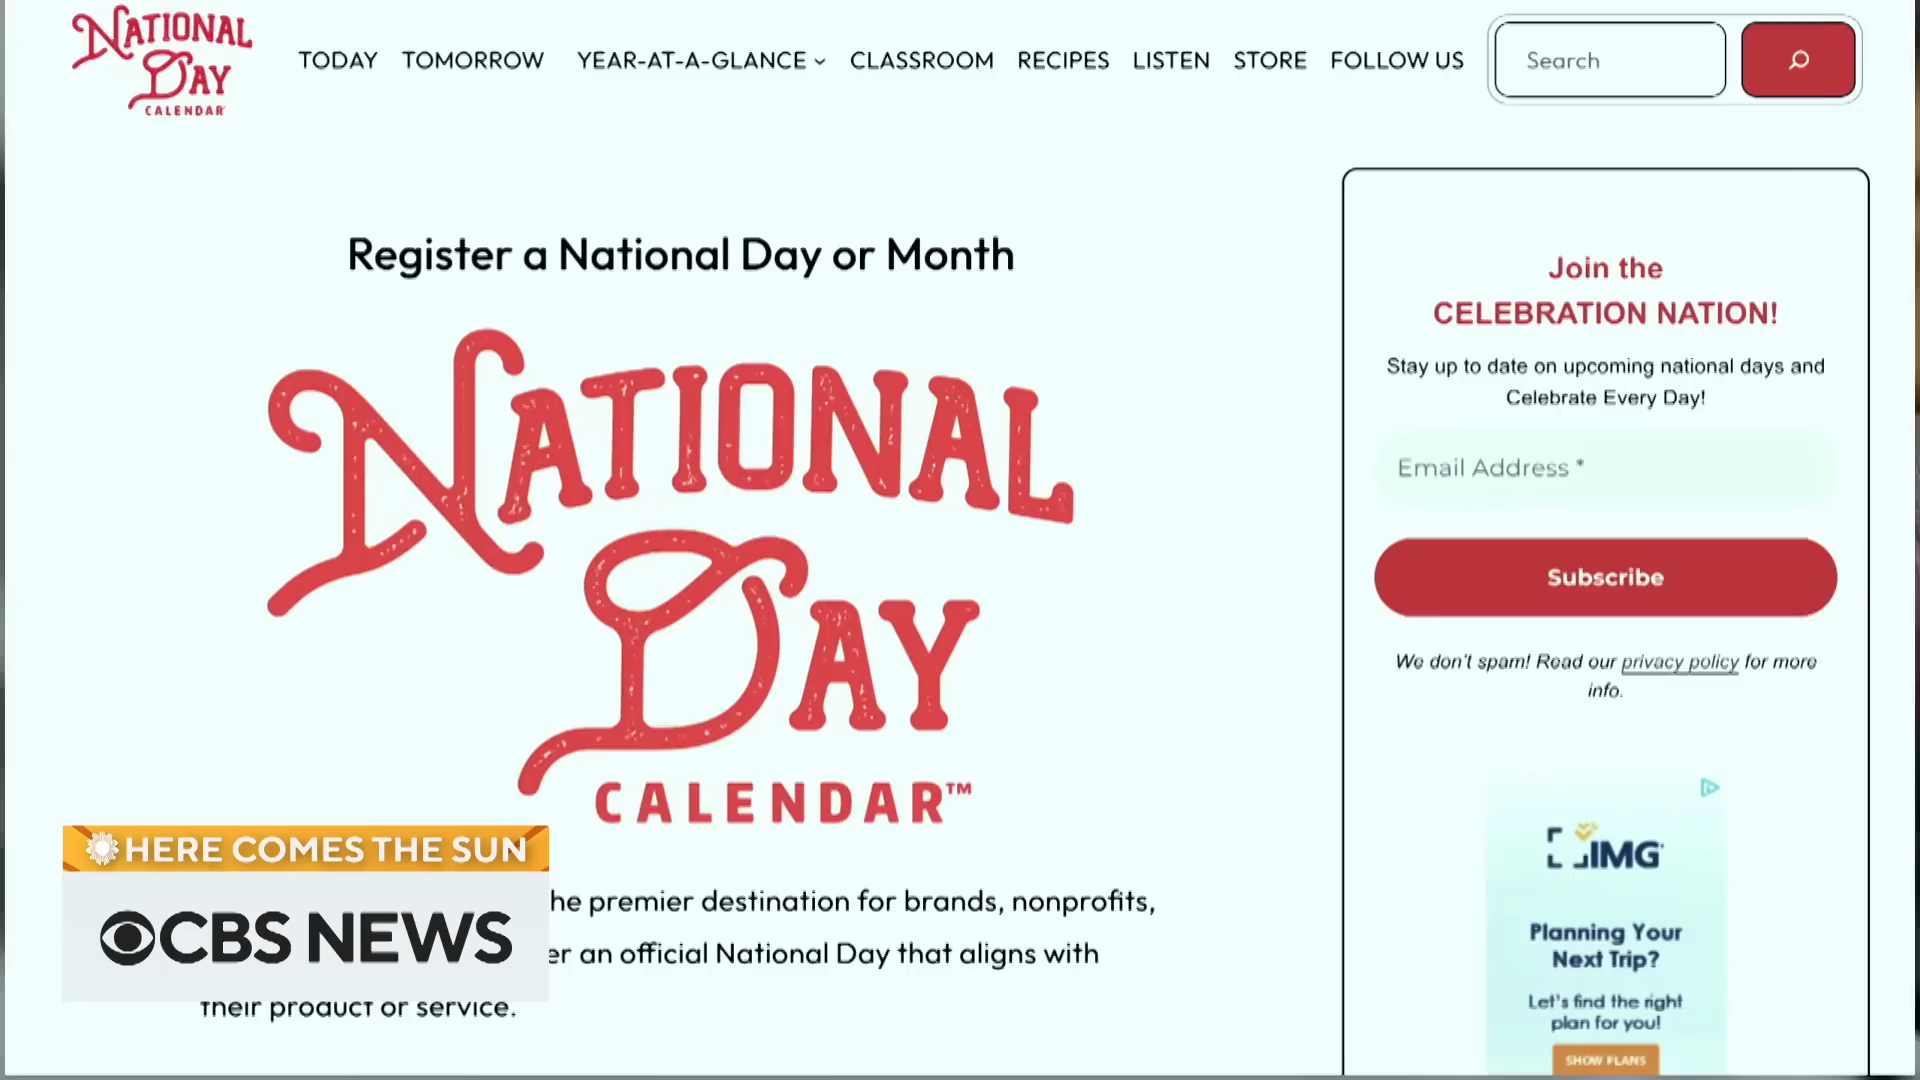 NATIONAL
DAY
CALENDAR
TODAY TOMORROW YEAR-AT-A-GLANCE CLASSROOM RECIPES LISTEN STORE FOLLOW US Search
Register a National Day or Month
NATIONAL
DAY
CALENDAR™
he premier destination for brands, nonprofits,
er an official National Day that aligns with
their product or service.
HERE COMES THE SUN
CBS NEWS
Join the
CELEBRATION NATION!
Stay up to date on upcoming national days and
Celebrate Every Day!
Email Address *
Subscribe
We don't spam! Read our privacy policy for more
info.
IMG
Planning Your
Next Trip?
Let's find the right
plan for you!
SHOW PLANS